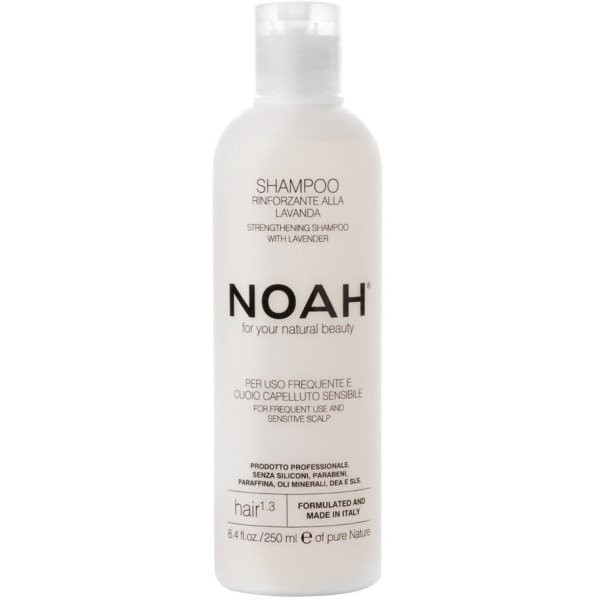 SHAMPOO
RINFORZANTE ALLA
LAVANDA
STRENGTHENING SHAMPOO
WITH LAVENDER
NOAH®
for your natural beauty
PER USO FREQUENTE E
CUOIO CAPELLUTO SENSIBILE
FOR FREQUENT USE AND
SENSITIVE SCALP
PRODOTTO PROFESSIONALE.
SENZA SILICONI, PARABENI,
PARAFFINA, OLI MINERALI, DEA E SLS.
hair1.3
FORMULATED AND
MADE IN ITALY
8.4 fl.oz./250 ml ℮ of pure Nature